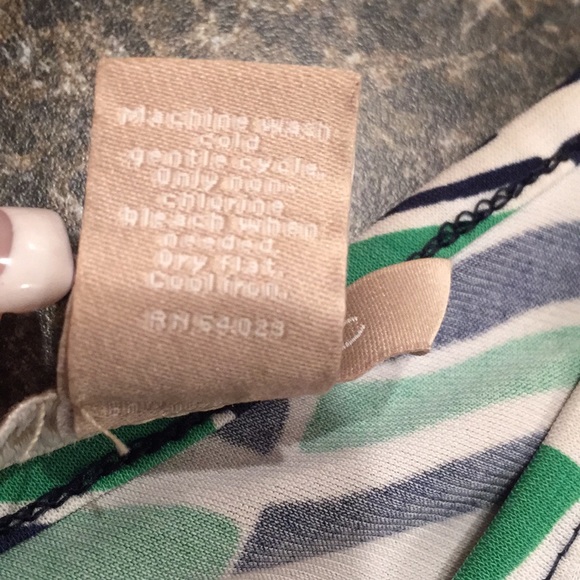 Machine wash
cold
gentle cycle.
Only non-
chlorine
bleach when
needed.
Dry flat.
Cool iron.
RN 54023